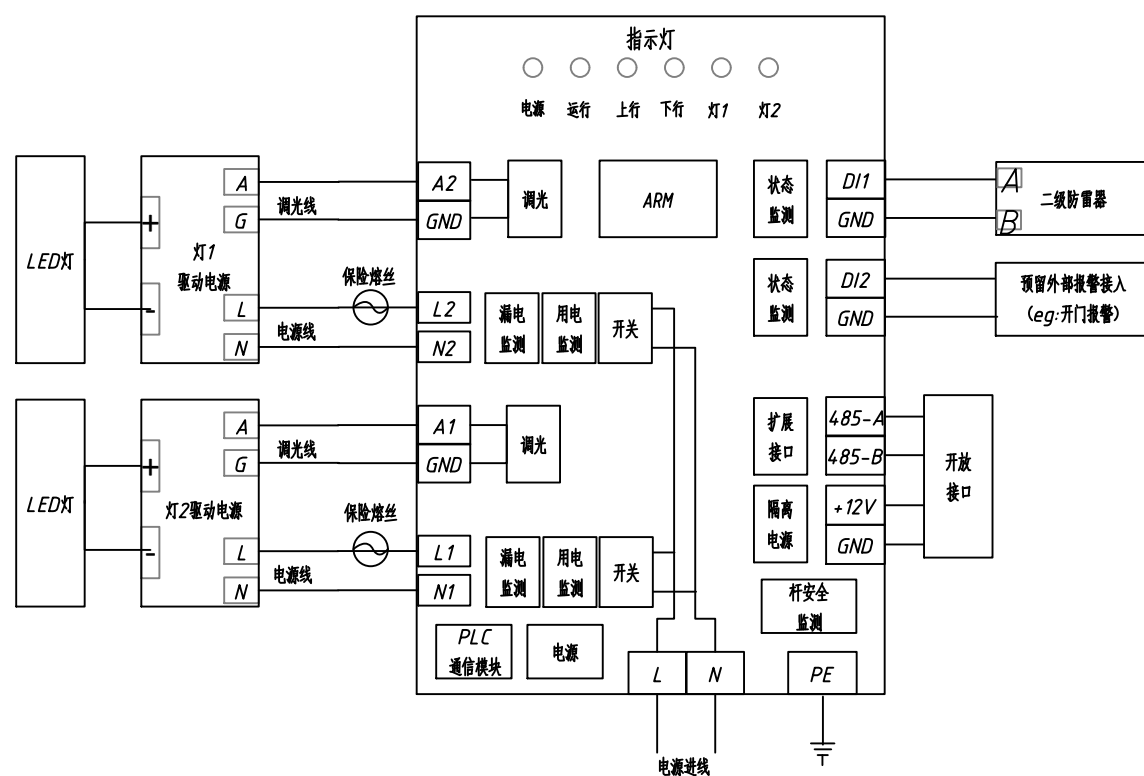 指示灯
电源 运行 上行 下行 灯1 灯2
LED灯
+
-
灯1
驱动电源
A
G
L
N
调光线
保险熔丝
电源线
A2
GND
调光
ARM
L2
N2
漏电
监测
用电
监测
开关
状态
监测
DI1
GND
A
B
二级防雷器
状态
监测
DI2
GND
预留外部报警接入
(eg:开门报警)
LED灯
+
-
灯2驱动电源
A
G
L
N
调光线
保险熔丝
电源线
A1
GND
调光
L1
N1
漏电
监测
用电
监测
开关
扩展
接口
485-A
485-B
隔离
电源
+12V
GND
开放
接口
杆安全
监测
PLC
通信模块
电源
L
N
PE
电源进线